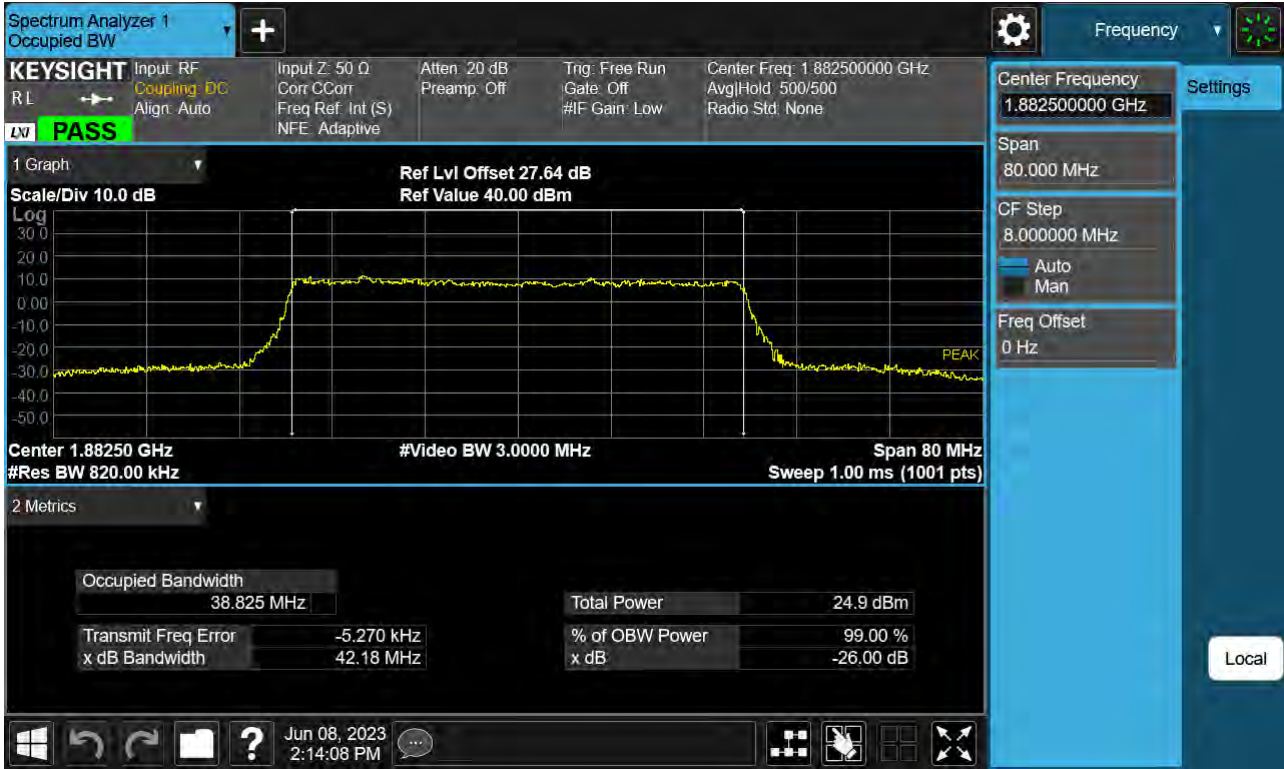 Spectrum Analyzer 1
Occupied BW
Frequency
KEYSIGHT
R L
LXI
PASS
Input: RF
Coupling: DC
Align: Auto
Input Z: 50 Ω
Corr CCorr
Freq Ref: Int (S)
NFE: Adaptive
Atten: 20 dB
Preamp: Off
Trig: Free Run
Gate: Off
#IF Gain: Low
Center Freq: 1.882500000 GHz
Avg|Hold: 500/500
Radio Std: None
Center Frequency
1.882500000 GHz
Settings
Span
80.000 MHz
CF Step
8.000000 MHz
Auto
Man
Freq Offset
0 Hz
Local
1 Graph
Scale/Div 10.0 dB
Ref Lvl Offset 27.64 dB
Ref Value 40.00 dBm
Log
30.0
20.0
10.0
0.00
-10.0
-20.0
-30.0
-40.0
-50.0
PEAK
Center 1.88250 GHz
#Video BW 3.0000 MHz
Span 80 MHz
#Res BW 820.00 kHz
Sweep 1.00 ms (1001 pts)
2 Metrics
Occupied Bandwidth
38.825 MHz
Total Power 24.9 dBm
Transmit Freq Error -5.270 kHz
% of OBW Power 99.00 %
x dB Bandwidth 42.18 MHz
x dB -26.00 dB
?
Jun 08, 2023
2:14:08 PM